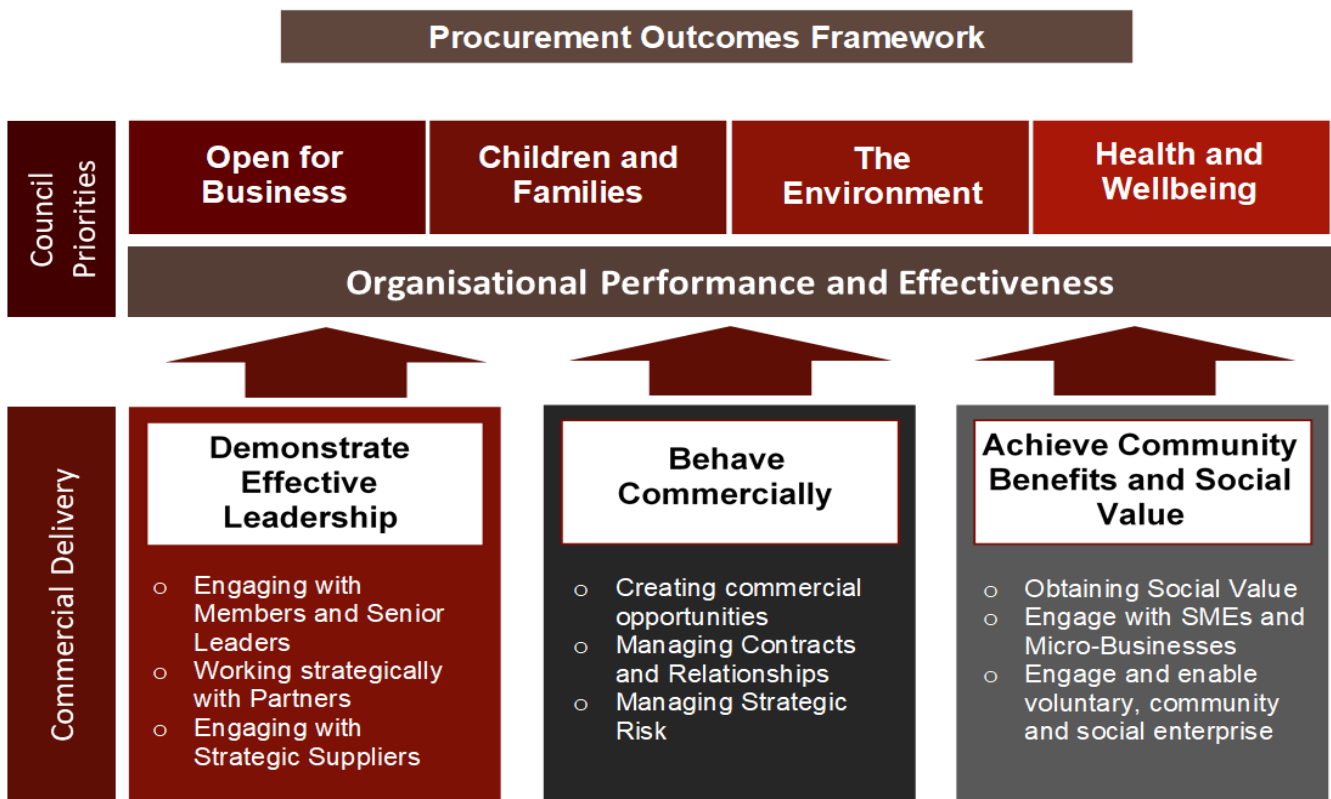 Procurement Outcomes Framework
Council
Priorities
Open for
Business
Children and
Families
The
Environment
Health and
Wellbeing
Organisational Performance and Effectiveness
Commercial Delivery
Demonstrate
Effective
Leadership
o Engaging with
Members and Senior
Leaders
o Working strategically
with Partners
o Engaging with
Strategic Suppliers
Behave
Commercially
o Creating commercial
opportunities
o Managing Contracts
and Relationships
o Managing Strategic
Risk
Achieve Community
Benefits and Social
Value
o Obtaining Social Value
o Engage with SMEs and
Micro-Businesses
o Engage and enable
voluntary, community
and social enterprise